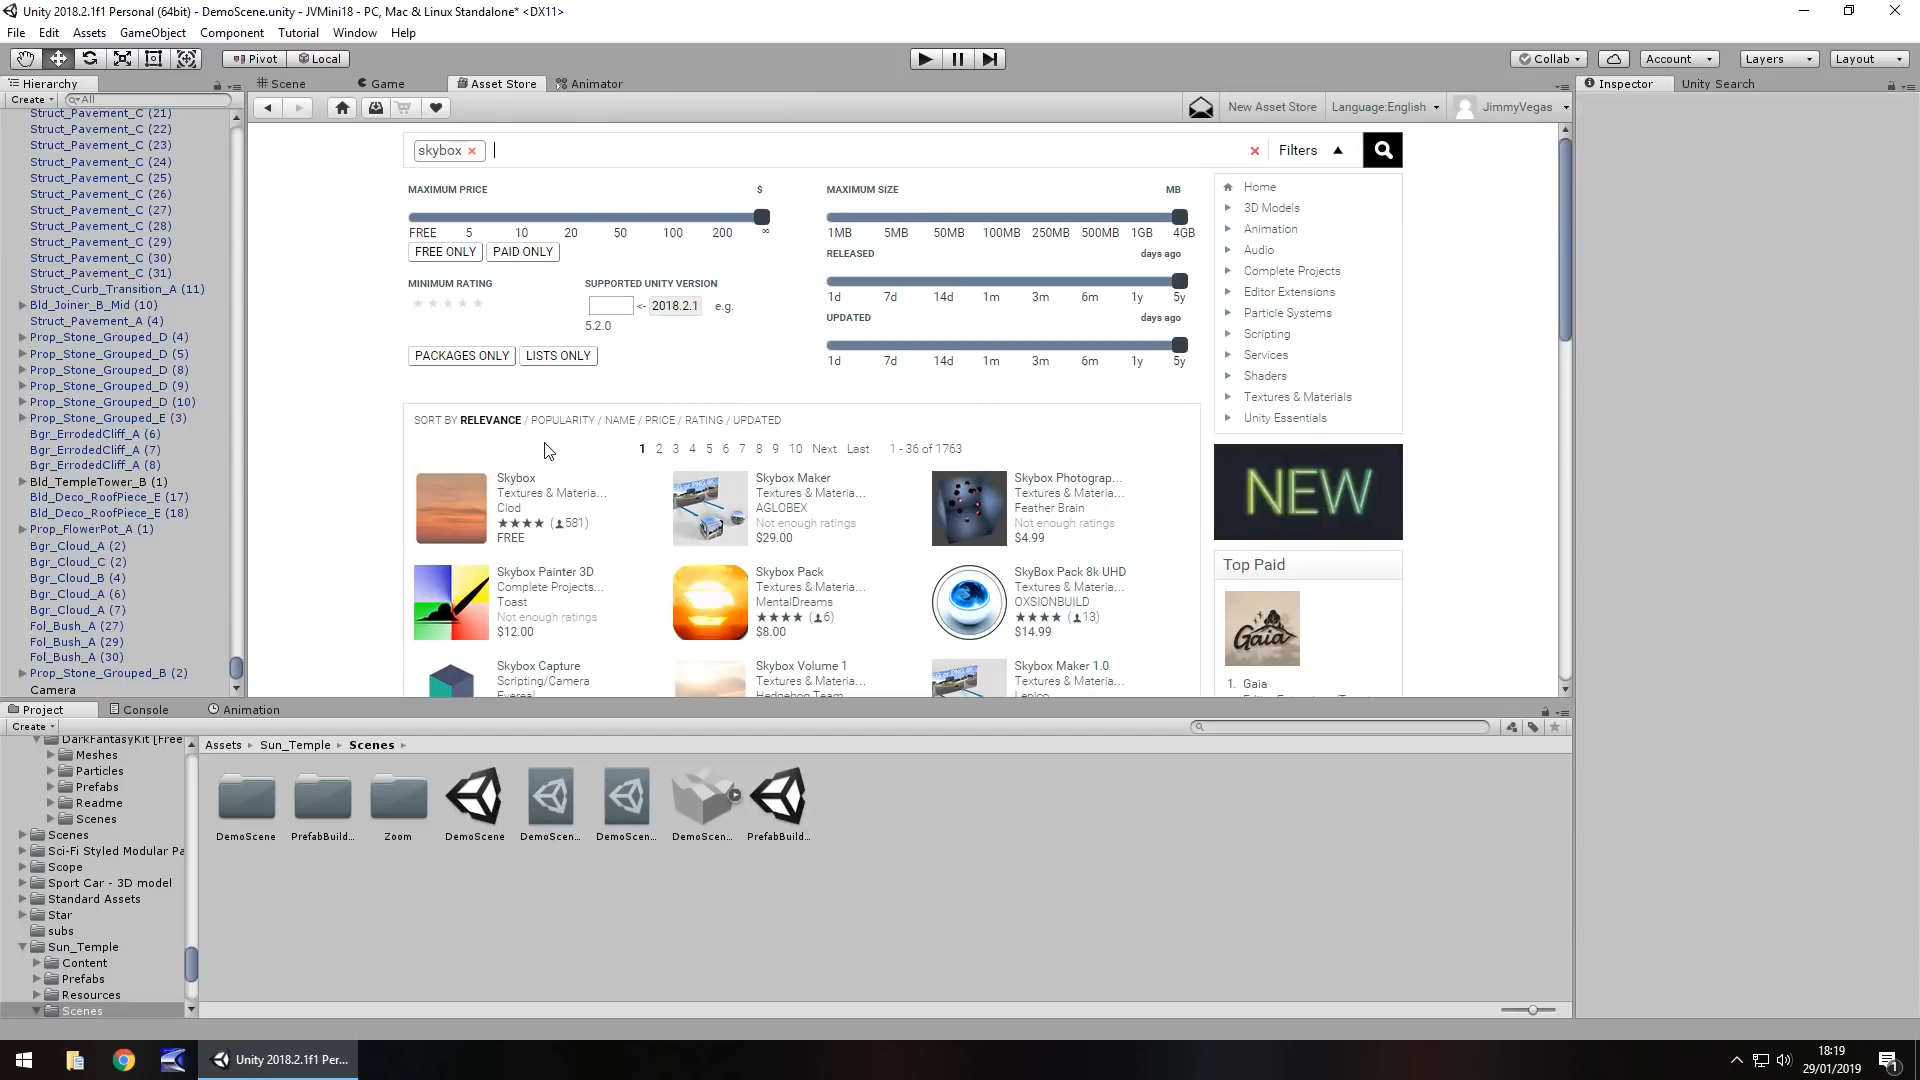 Unity 2018.2.1f1 Personal (64bit) - DemoScene.unity - JVMini18 - PC, Mac & Linux Standalone* <DX11>
File Edit Assets GameObject Component Tutorial Window Help
Pivot Local Collab Account Layers Layout
Hierarchy Scene Game Asset Store Animator Inspector Unity Search
Create All
New Asset Store Language:English JimmyVegas
Struct_Pavement_C (21)
Struct_Pavement_C (22)
Struct_Pavement_C (23)
Struct_Pavement_C (24)
Struct_Pavement_C (25)
Struct_Pavement_C (26)
Struct_Pavement_C (27)
Struct_Pavement_C (28)
Struct_Pavement_C (29)
Struct_Pavement_C (30)
Struct_Pavement_C (31)
Struct_Curb_Transition_A (11)
Bld_Joiner_B_Mid (10)
Struct_Pavement_A (4)
Prop_Stone_Grouped_D (4)
Prop_Stone_Grouped_D (5)
Prop_Stone_Grouped_D (8)
Prop_Stone_Grouped_D (9)
Prop_Stone_Grouped_D (10)
Prop_Stone_Grouped_E (3)
Bgr_ErrodedCliff_A (6)
Bgr_ErrodedCliff_A (7)
Bgr_ErrodedCliff_A (8)
Bld_TempleTower_B (1)
Bld_Deco_RoofPiece_E (17)
Bld_Deco_RoofPiece_E (18)
Prop_FlowerPot_A (1)
Bgr_Cloud_A (2)
Bgr_Cloud_C (2)
Bgr_Cloud_B (4)
Bgr_Cloud_A (6)
Bgr_Cloud_A (7)
Fol_Bush_A (27)
Fol_Bush_A (29)
Fol_Bush_A (30)
Prop_Stone_Grouped_B (2)
Camera
skybox × × Filters
MAXIMUM PRICE $
FREE 5 10 20 50 100 200 ∞
FREE ONLY PAID ONLY
MINIMUM RATING
SUPPORTED UNITY VERSION
<- 2018.2.1 e.g.
5.2.0
PACKAGES ONLY LISTS ONLY
MAXIMUM SIZE MB
1MB 5MB 50MB 100MB 250MB 500MB 1GB 4GB
RELEASED days ago
1d 7d 14d 1m 3m 6m 1y 5y
UPDATED days ago
1d 7d 14d 1m 3m 6m 1y 5y
Home
3D Models
Animation
Audio
Complete Projects
Editor Extensions
Particle Systems
Scripting
Services
Shaders
Textures & Materials
Unity Essentials
SORT BY RELEVANCE / POPULARITY / NAME / PRICE / RATING / UPDATED
1 2 3 4 5 6 7 8 9 10 Next Last 1 - 36 of 1763
Skybox
Textures & Materia...
Clod
★★★★ (581)
FREE
Skybox Maker
Textures & Materia...
AGLOBEX
Not enough ratings
$29.00
Skybox Photograp...
Textures & Materia...
Feather Brain
Not enough ratings
$4.99
Skybox Painter 3D
Complete Projects...
Toast
Not enough ratings
$12.00
Skybox Pack
Textures & Materia...
MentalDreams
★★★★ (6)
$8.00
SkyBox Pack 8k UHD
Textures & Materia...
OXSIONBUILD
★★★★ (13)
$14.99
Skybox Capture
Scripting/Camera
Skybox Volume 1
Textures & Materia...
Hedgehog Team
Skybox Maker 1.0
Textures & Materia...
NEW
Top Paid
Gaia
1. Gaia
Project Console Animation
Create
DarkFantasyKit [Free
Meshes
Particles
Prefabs
Readme
Scenes
Scenes
Sci-Fi Styled Modular Pa
Scope
Sport Car - 3D model
Standard Assets
Star
subs
Sun_Temple
Content
Prefabs
Resources
Scenes
Assets Sun_Temple Scenes
DemoScene PrefabBuild... Zoom DemoScene DemoScen... DemoScen... DemoScen... PrefabBuild...
Unity 2018.2.1f1 Per...
18:19
29/01/2019
1